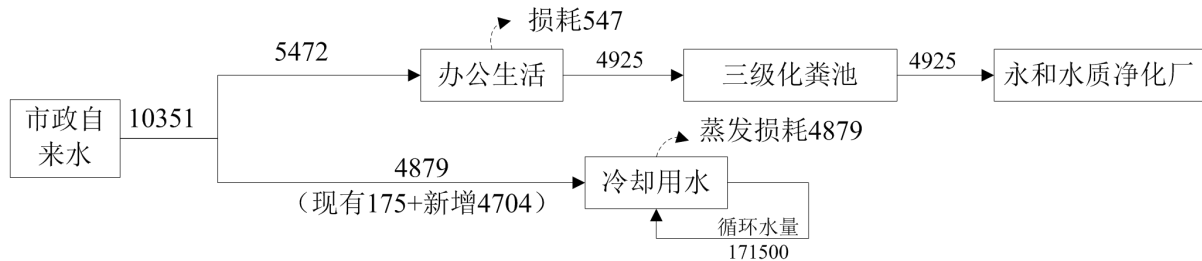 损耗547
5472
办公生活
4925
三级化粪池
4925
永和水质净化厂
市政自
来水
10351
蒸发损耗4879
4879
（现有175+新增4704）
冷却用水
循环水量
171500